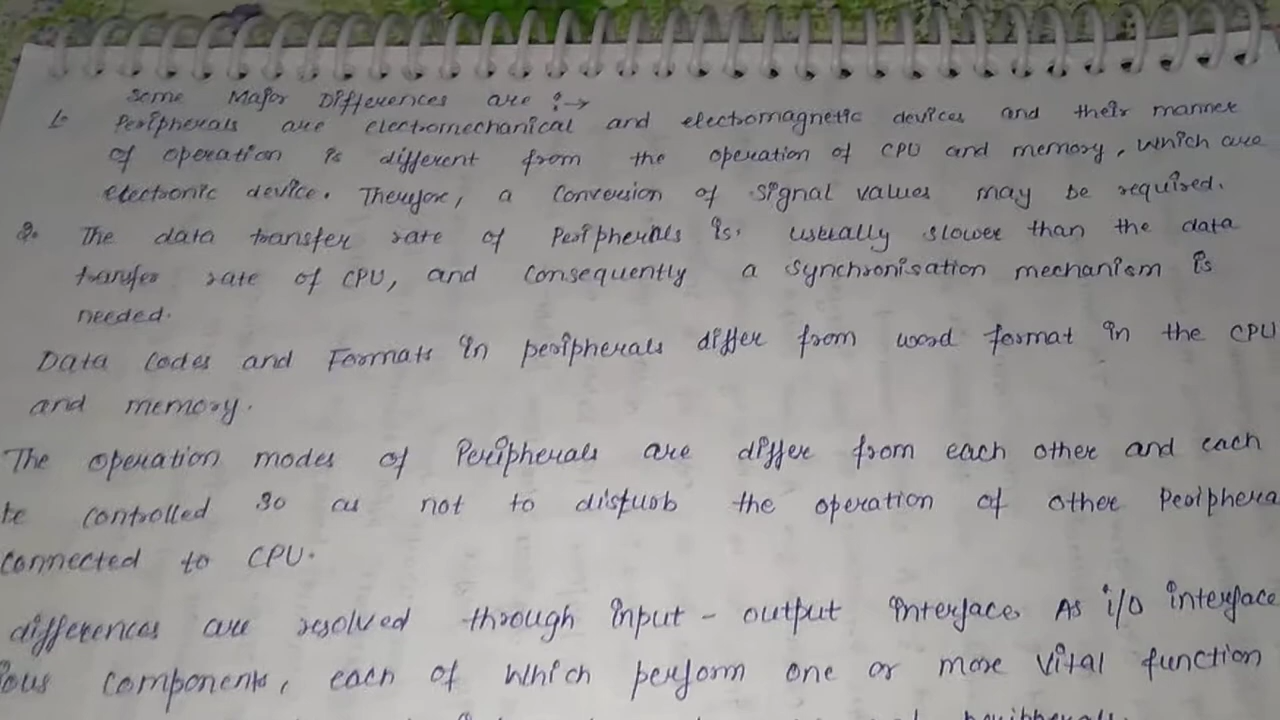 Some Major Differences are :→
1. Peripherals are electromechanical and electromagnetic devices and their manner
of operation is different from the operation of CPU and memory, which are
electronic device. Therefore, a conversion of signal values may be required.
2. The data transfer rate of Peripherals is usually slower than the data
transfer rate of CPU, and consequently a synchronisation mechanism is
needed.
Data codes and Formats in peripherals differ from word format in the CPU
and memory.
The operation modes of Peripherals are differ from each other and each
be controlled so as not to disturb the operation of other Periphera
connected to CPU.
differences are resolved through input - output interface. As i/o interface
ious components, each of which perform one or more vital function